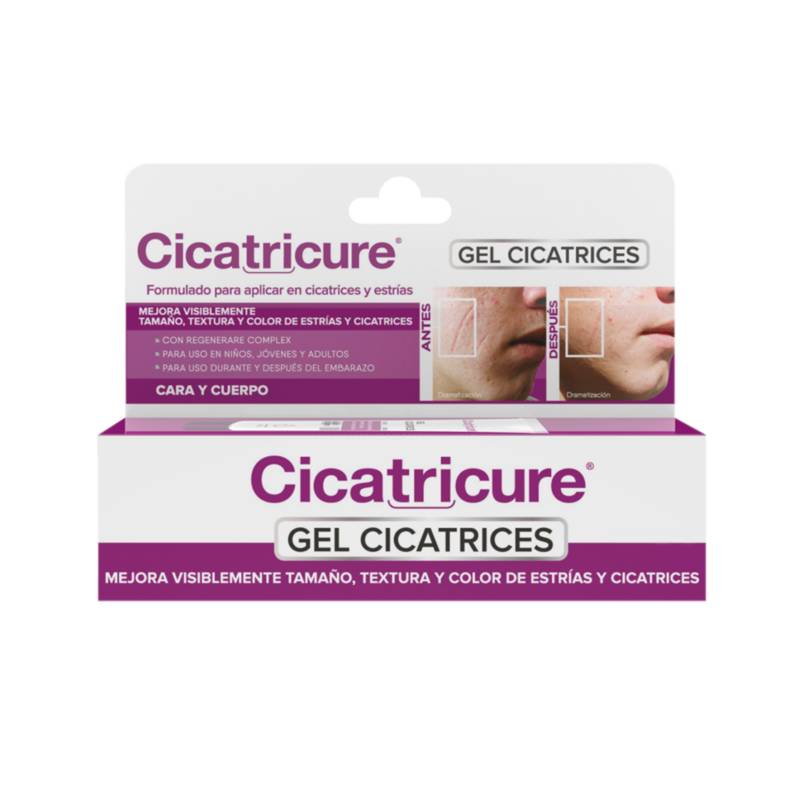 Cicatricure®
GEL CICATRICES
Formulado para aplicar en cicatrices y estrías
MEJORA VISIBLEMENTE
TAMAÑO, TEXTURA Y COLOR DE ESTRÍAS Y CICATRICES
» CON REGENERARE COMPLEX
» PARA USO EN NIÑOS, JÓVENES Y ADULTOS
» PARA USO DURANTE Y DESPUÉS DEL EMBARAZO
CARA Y CUERPO
ANTES
Dramatización
DESPUÉS
Dramatización
Cicatricure®
GEL CICATRICES
MEJORA VISIBLEMENTE TAMAÑO, TEXTURA Y COLOR DE ESTRÍAS Y CICATRICES